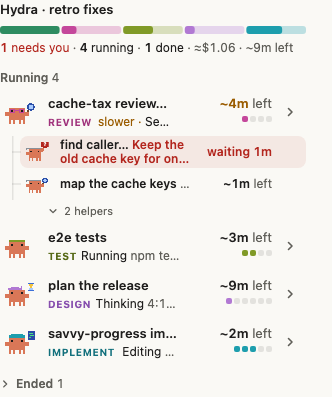 Hydra · retro fixes
1 needs you · 4 running · 1 done · ≈$1.06 · ~9m left
Running 4
cache-tax review... ~4m left
REVIEW slower · Se...
find caller... Keep the
old cache key for on... waiting 1m
map the cache keys ... ~1m left
2 helpers
e2e tests ~3m left
TEST Running npm te...
plan the release ~9m left
DESIGN Thinking 4:1...
savvy-progress im... ~2m left
IMPLEMENT Editing ...
Ended 1